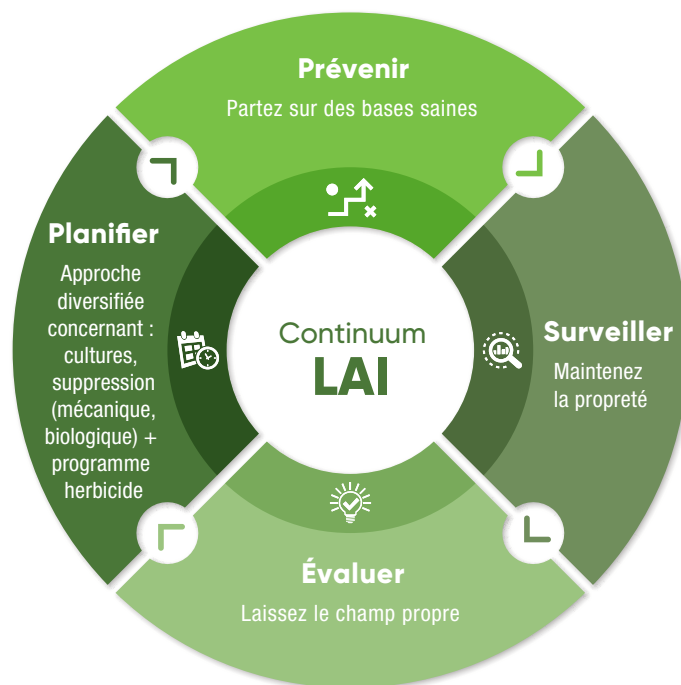 Prévenir
Partez sur des bases saines
Planifier
Approche
diversifiée
concernant :
cultures,
suppression
(mécanique,
biologique) +
programme
herbicide
Continuum
LAI
Surveiller
Maintenez
la propreté
Évaluer
Laissez le champ propre